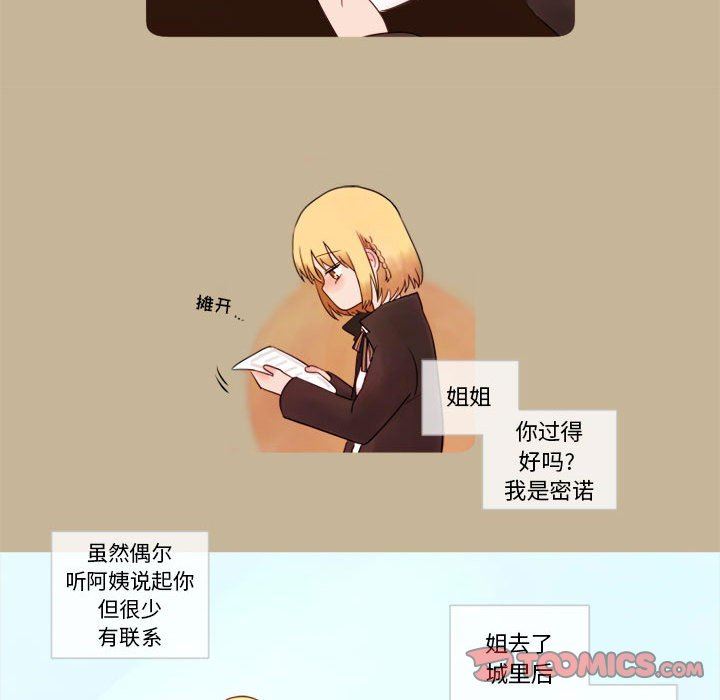 摊开...
姐姐
你过得
好吗?
我是密诺
虽然偶尔
听阿姨说起你
但很少
有联系
姐去了
城里后
TOOMICS.COM